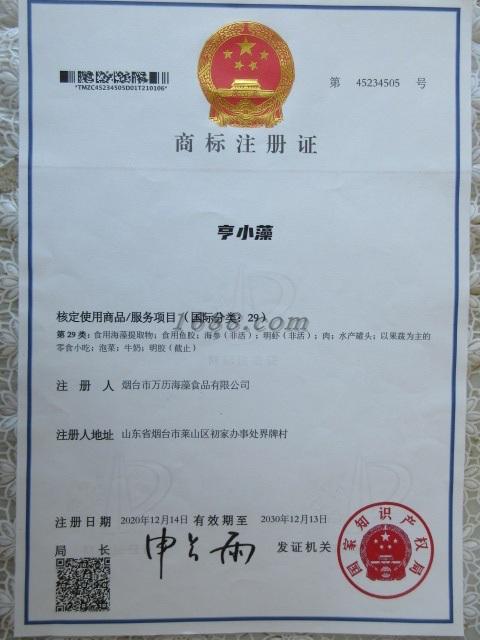 第 45234505 号
*TMZC45234505D01T210106*
商标注册证
亨小藻
核定使用商品/服务项目（国际分类：29）
第29类：食用海藻提取物；食用鱼胶；海参（非活）；明虾（非活）；肉；水产罐头；以果蔬为主的
零食小吃；泡菜；牛奶；明胶（截止）
1688.com
注 册 人 烟台市万历海藻食品有限公司
注册人地址 山东省烟台市莱山区初家办事处界牌村
注册日期 2020年12月14日 有效期至 2030年12月13日
局 长 申长雨 发证机关
国家知识产权局